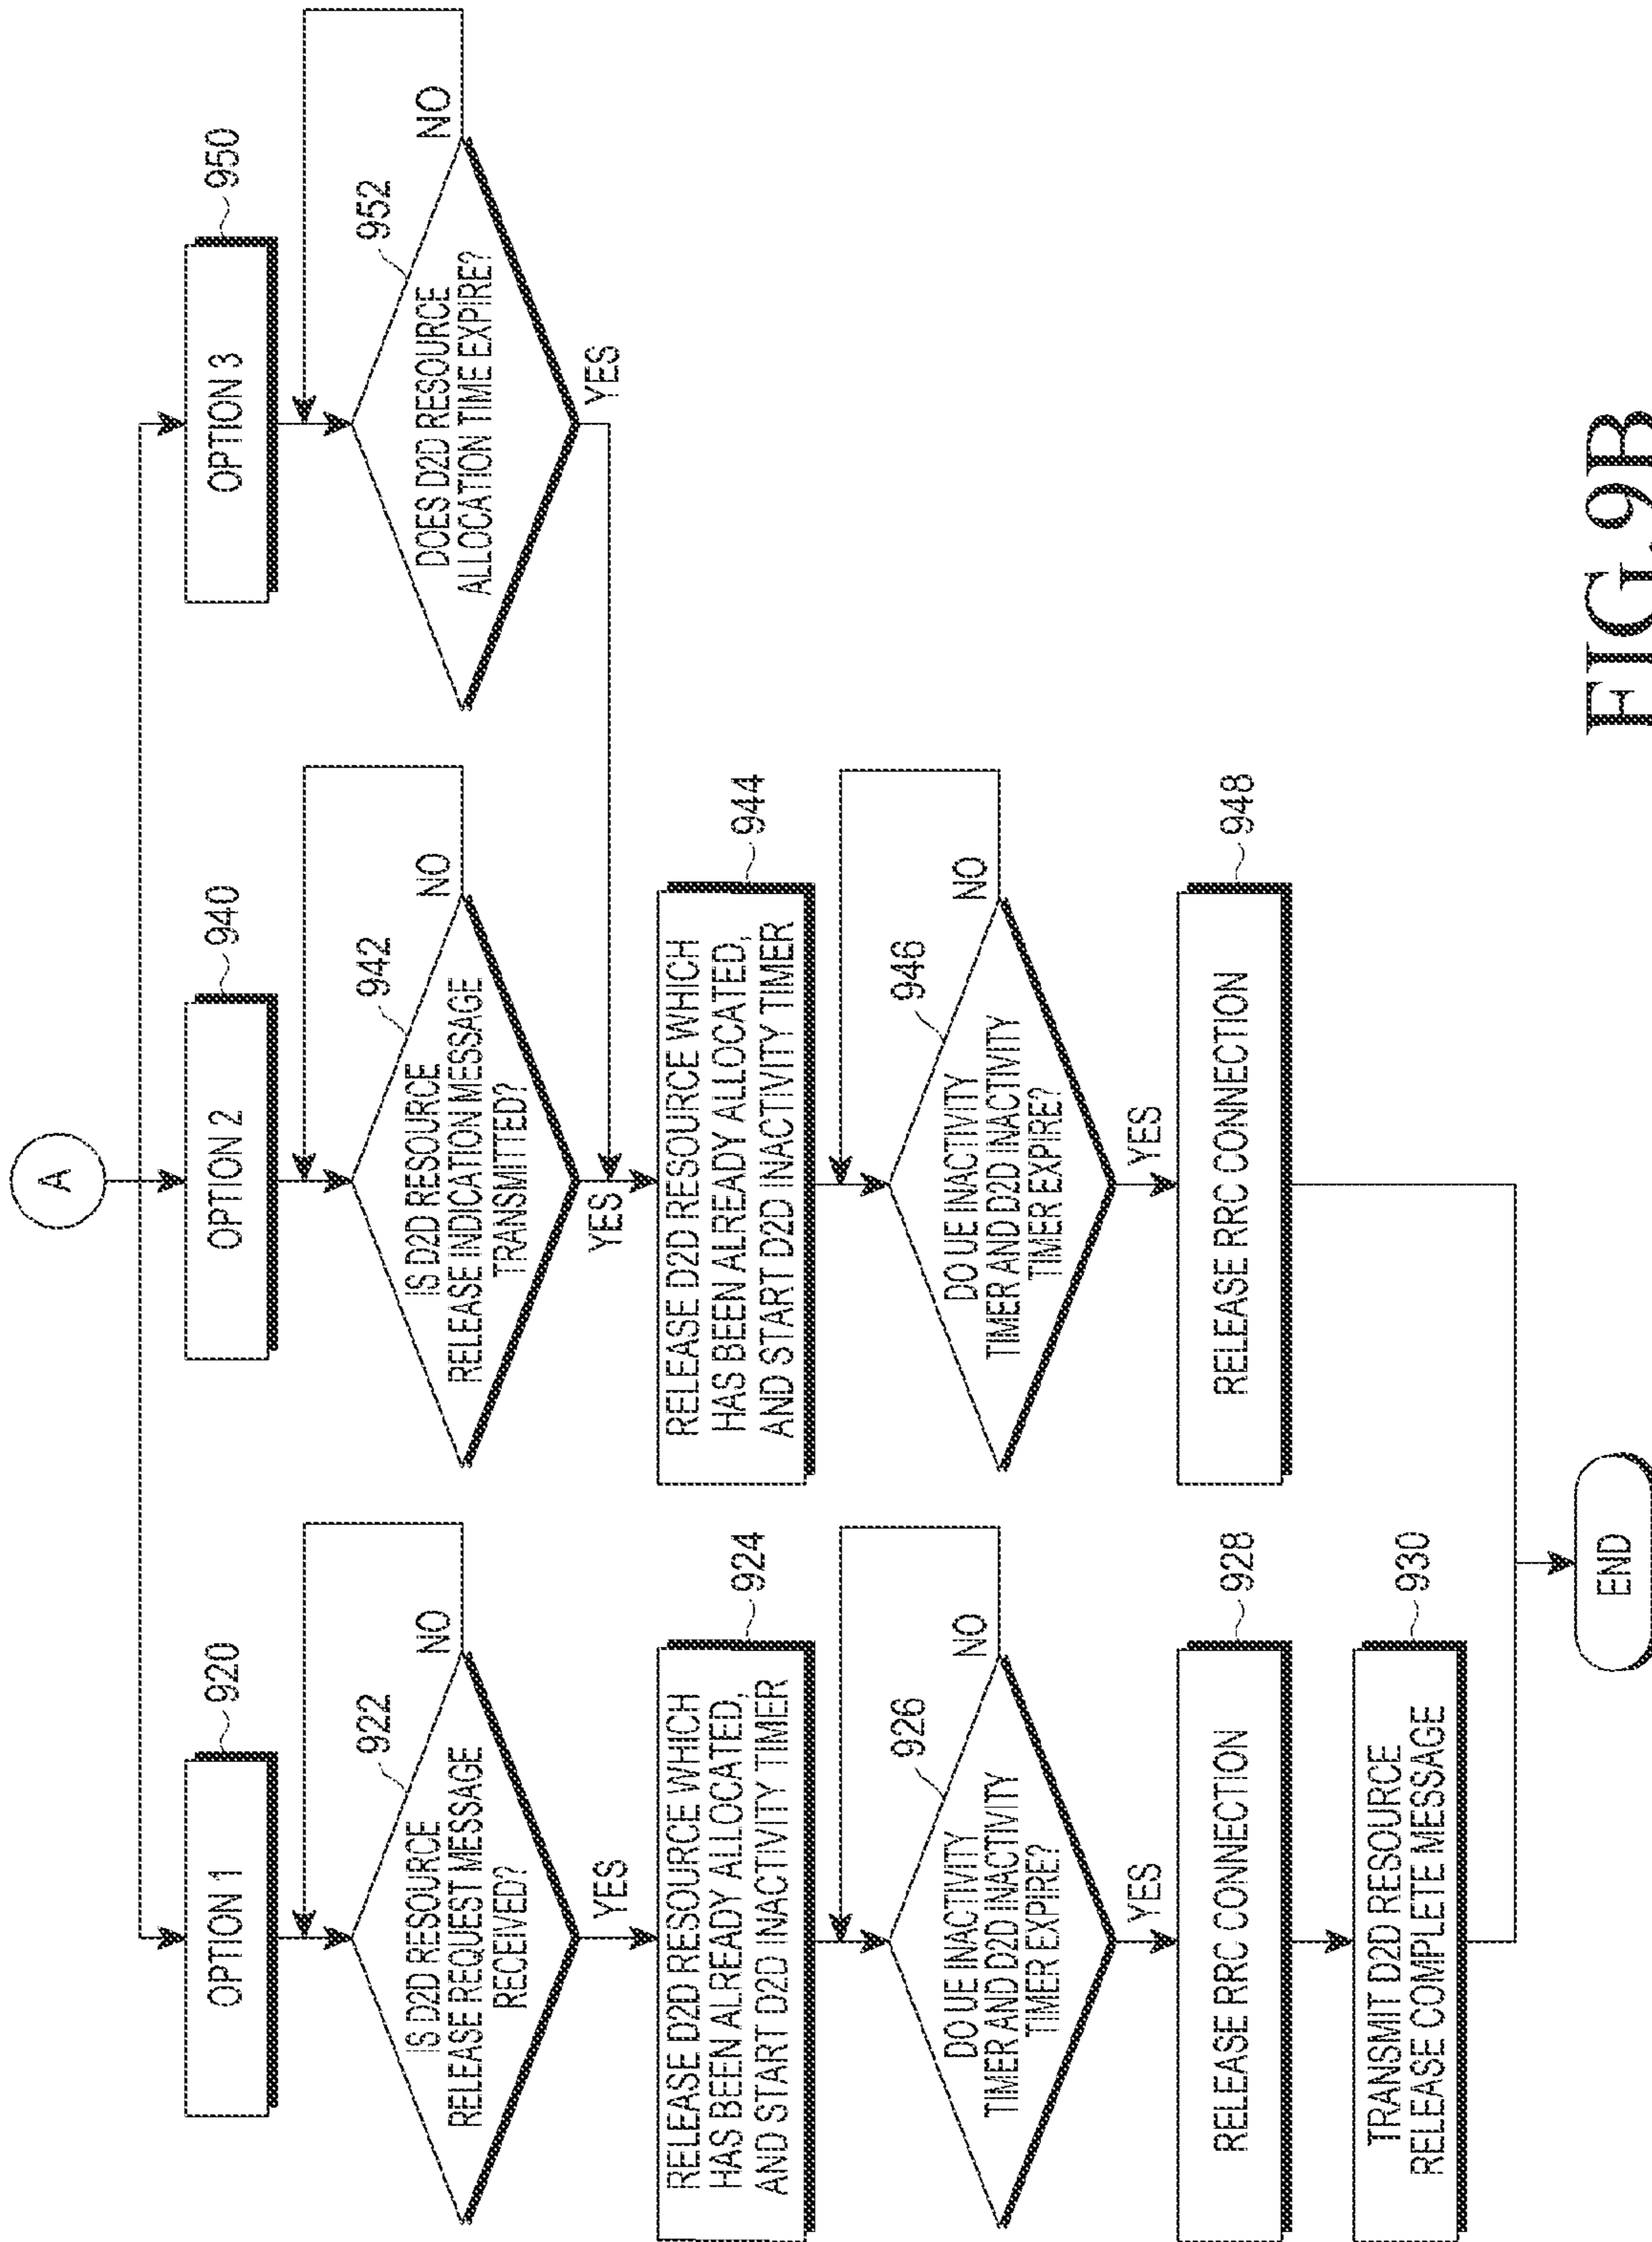 A
OPTION 1
920
IS D2D RESOURCE
RELEASE REQUEST MESSAGE
RECEIVED?
922
NO
YES
RELEASE D2D RESOURCE WHICH
HAS BEEN ALREADY ALLOCATED,
AND START D2D INACTIVITY TIMER
924
DO UE INACTIVITY
TIMER AND D2D INACTIVITY
TIMER EXPIRE?
926
NO
YES
RELEASE RRC CONNECTION
928
TRANSMIT D2D RESOURCE
RELEASE COMPLETE MESSAGE
930
OPTION 2
940
IS D2D RESOURCE
RELEASE INDICATION MESSAGE
TRANSMITTED?
942
NO
YES
RELEASE D2D RESOURCE WHICH
HAS BEEN ALREADY ALLOCATED,
AND START D2D INACTIVITY TIMER
944
DO UE INACTIVITY
TIMER AND D2D INACTIVITY
TIMER EXPIRE?
946
NO
YES
RELEASE RRC CONNECTION
948
OPTION 3
950
DOES D2D RESOURCE
ALLOCATION TIME EXPIRE?
952
NO
YES
END
FIG.9B